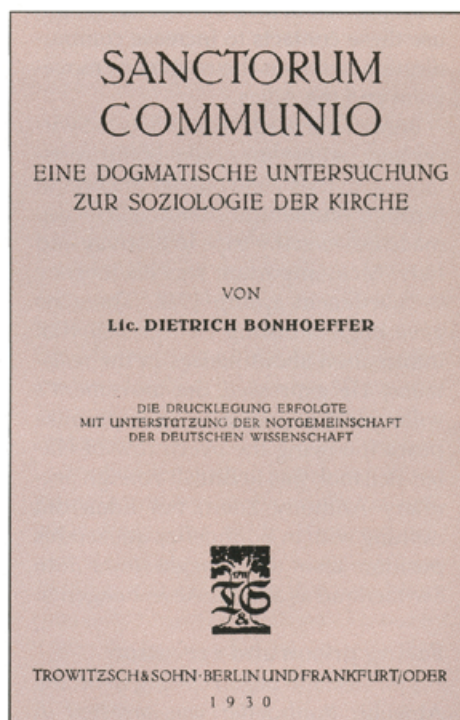 SANCTORUM
COMMUNIO
EINE DOGMATISCHE UNTERSUCHUNG
ZUR SOZIOLOGIE DER KIRCHE
VON
Lic. DIETRICH BONHOEFFER
DIE DRUCKLEGUNG ERFOLGTE
MIT UNTERSTÜTZUNG DER NOTGEMEINSCHAFT
DER DEUTSCHEN WISSENSCHAFT
1711
T&S
&
TROWITZSCH&SOHN·BERLIN UND FRANKFURT/ODER
1930